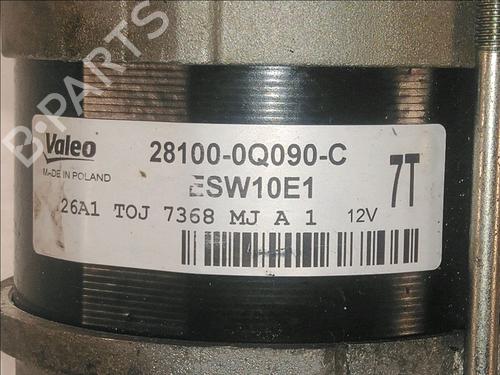 B-PARTS
Valeo
MADE IN POLAND
28100-0Q090-C
ESW10E1
7T
26A1 TOJ 7368 MJ A 1
12V